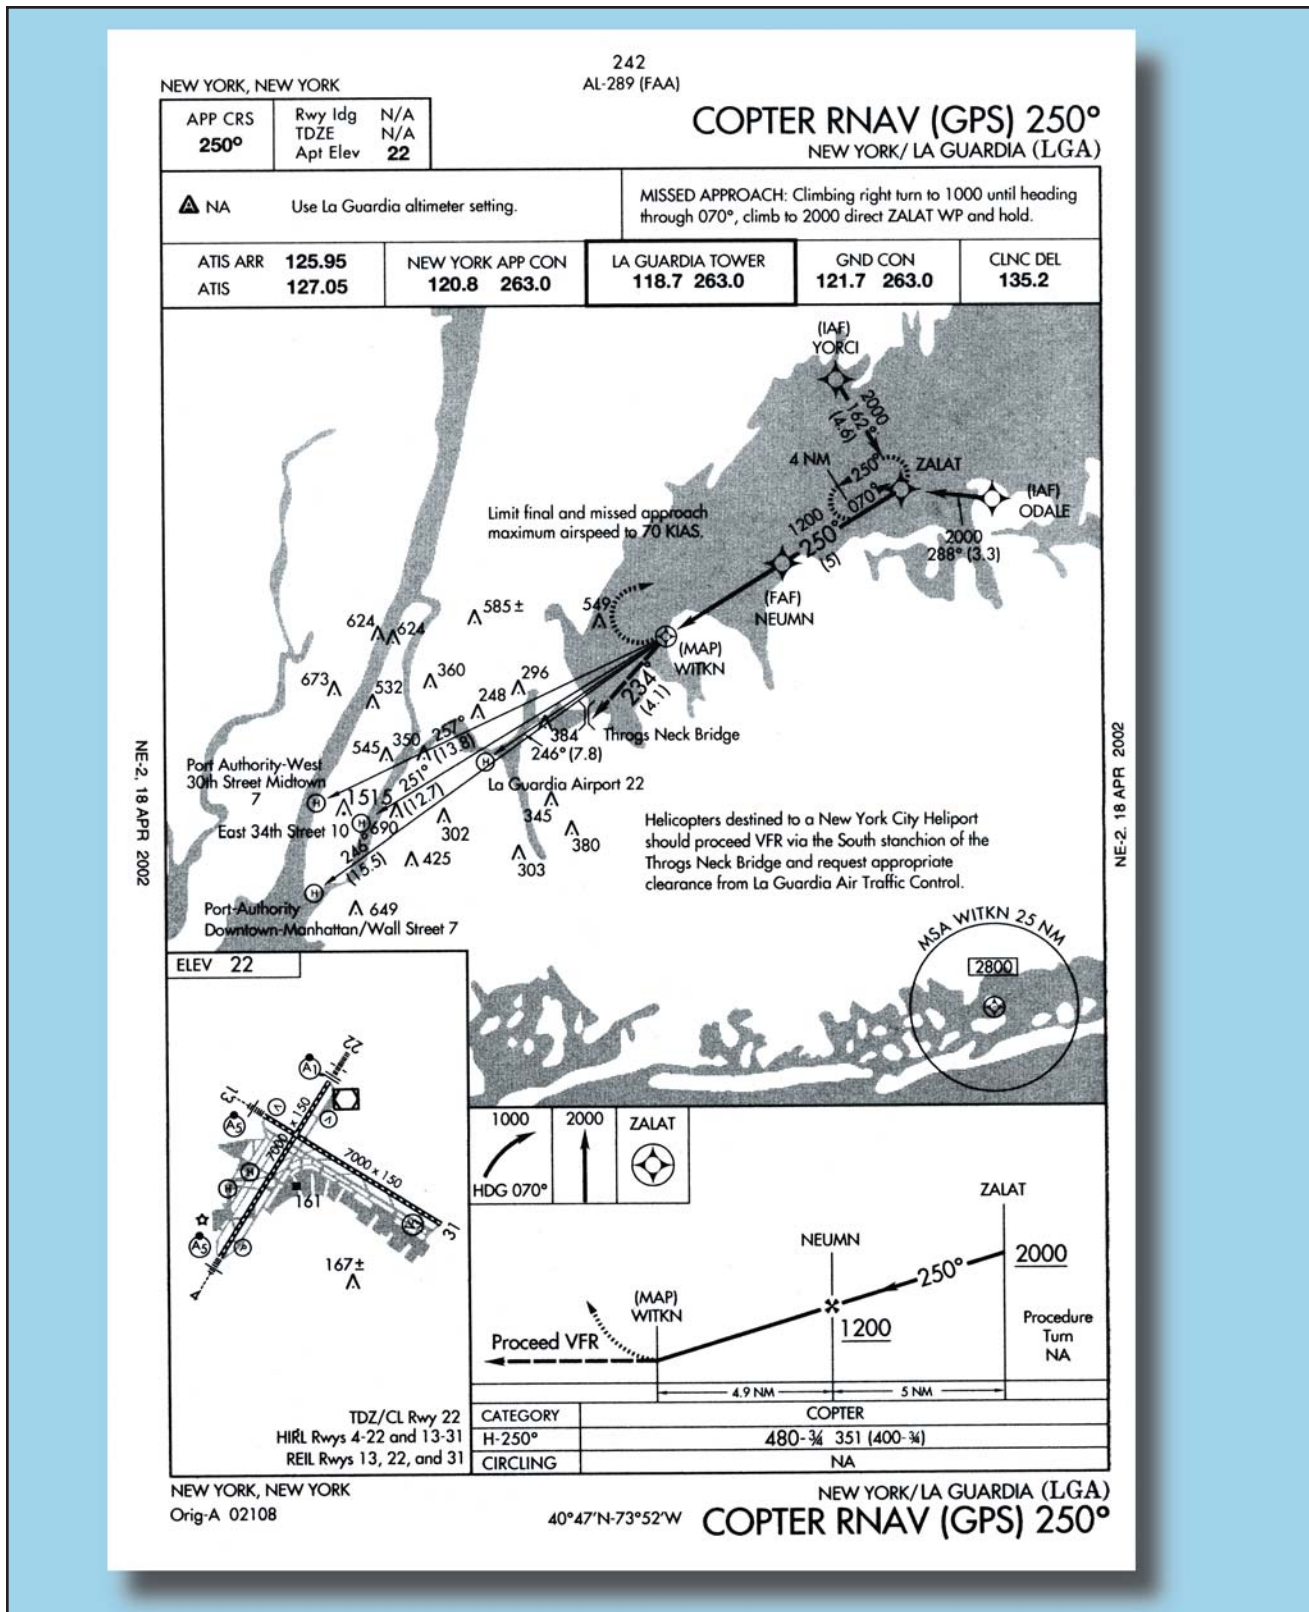 242
NEW YORK, NEW YORK
AL-289 (FAA)
APP CRS
250°
Rwy Idg N/A
TDZE N/A
Apt Elev 22
COPTER RNAV (GPS) 250°
NEW YORK/ LA GUARDIA (LGA)
A NA
Use La Guardia altimeter setting.
MISSED APPROACH: Climbing right turn to 1000 until heading
through 070°, climb to 2000 direct ZALAT WP and hold.
ATIS ARR 125.95
ATIS 127.05
NEW YORK APP CON
120.8 263.0
LA GUARDIA TOWER
118.7 263.0
GND CON
121.7 263.0
CLNC DEL
135.2
(IAF)
YORCI
2000
162°
(4.6)
4 NM
250°
070°
ZALAT
(IAF)
ODALE
2000
288° (3.3)
Limit final and missed approach
maximum airspeed to 70 KIAS.
1200
250°
(5)
(FAF)
NEUMN
549
585±
624
624
(MAP)
WITKN
673
532
360
296
248
234°
(4.1)
384
Throgs Neck Bridge
545
350
257°
(13.8)
246° (7.8)
251°
(12.7)
Port Authority-West
30th Street Midtown
7
La Guardia Airport 22
1515
East 34th Street 10
690
302
345
380
246°
(15.5)
425
303
Helicopters destined to a New York City Heliport
should proceed VFR via the South stanchion of the
Throgs Neck Bridge and request appropriate
clearance from La Guardia Air Traffic Control.
Port-Authority
Downtown-Manhattan/Wall Street 7
649
NE-2, 18 APR 2002
NE-2, 18 APR 2002
MSA WITKN 25 NM
2800
ELEV 22
22
A1
13
V
V
A5
7000 x 150
7000 x 150
H
H
161
31
A5
P
4
167±
TDZ/CL Rwy 22
HIRL Rwys 4-22 and 13-31
REIL Rwys 13, 22, and 31
1000
HDG 070°
2000
ZALAT
ZALAT
NEUMN
250°
2000
(MAP)
WITKN
1200
Proceed VFR
Procedure
Turn
NA
4.9 NM
5 NM
CATEGORY COPTER
H-250° 480-¾ 351 (400-¾)
CIRCLING NA
NEW YORK, NEW YORK
Orig-A 02108
40°47'N-73°52'W
NEW YORK/LA GUARDIA (LGA)
COPTER RNAV (GPS) 250°